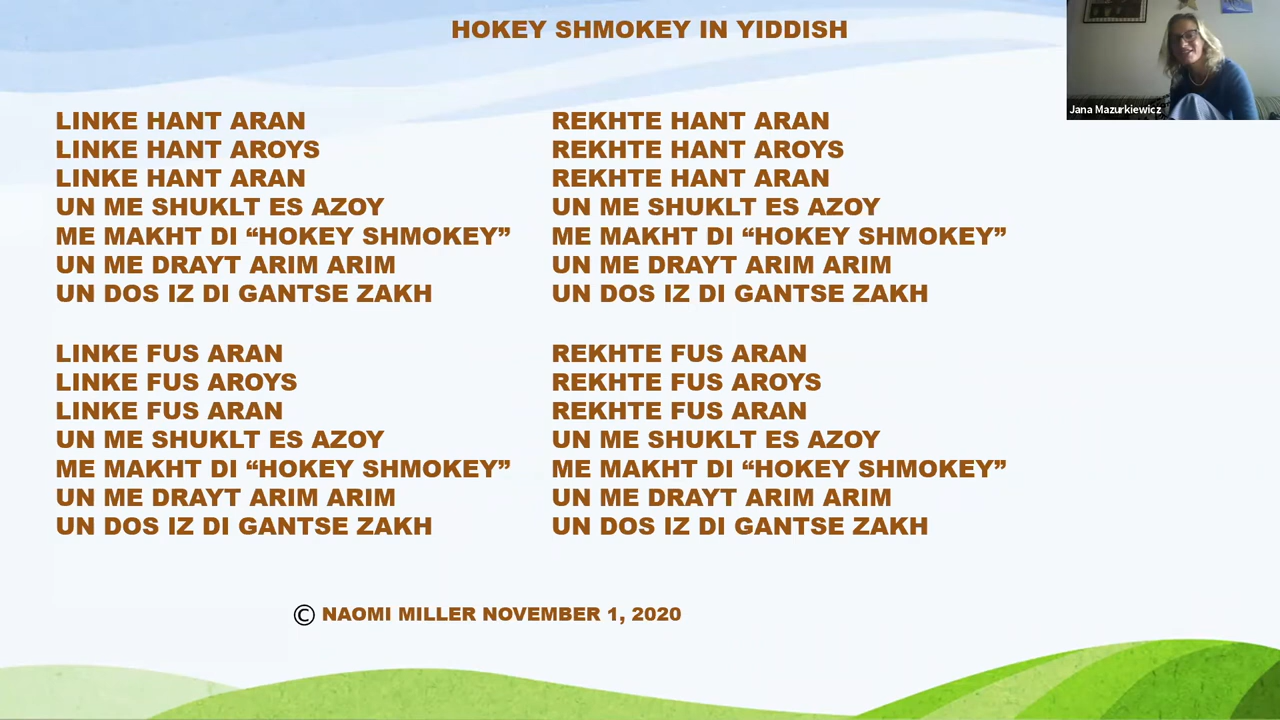 HOKEY SHMOKEY IN YIDDISH
Jana Mazurkiewicz
LINKE HANT ARAN
LINKE HANT AROYS
LINKE HANT ARAN
UN ME SHUKLT ES AZOY
ME MAKHT DI “HOKEY SHMOKEY”
UN ME DRAYT ARIM ARIM
UN DOS IZ DI GANTSE ZAKH
REKHTE HANT ARAN
REKHTE HANT AROYS
REKHTE HANT ARAN
UN ME SHUKLT ES AZOY
ME MAKHT DI “HOKEY SHMOKEY”
UN ME DRAYT ARIM ARIM
UN DOS IZ DI GANTSE ZAKH
LINKE FUS ARAN
LINKE FUS AROYS
LINKE FUS ARAN
UN ME SHUKLT ES AZOY
ME MAKHT DI “HOKEY SHMOKEY”
UN ME DRAYT ARIM ARIM
UN DOS IZ DI GANTSE ZAKH
REKHTE FUS ARAN
REKHTE FUS AROYS
REKHTE FUS ARAN
UN ME SHUKLT ES AZOY
ME MAKHT DI “HOKEY SHMOKEY”
UN ME DRAYT ARIM ARIM
UN DOS IZ DI GANTSE ZAKH
© NAOMI MILLER NOVEMBER 1, 2020